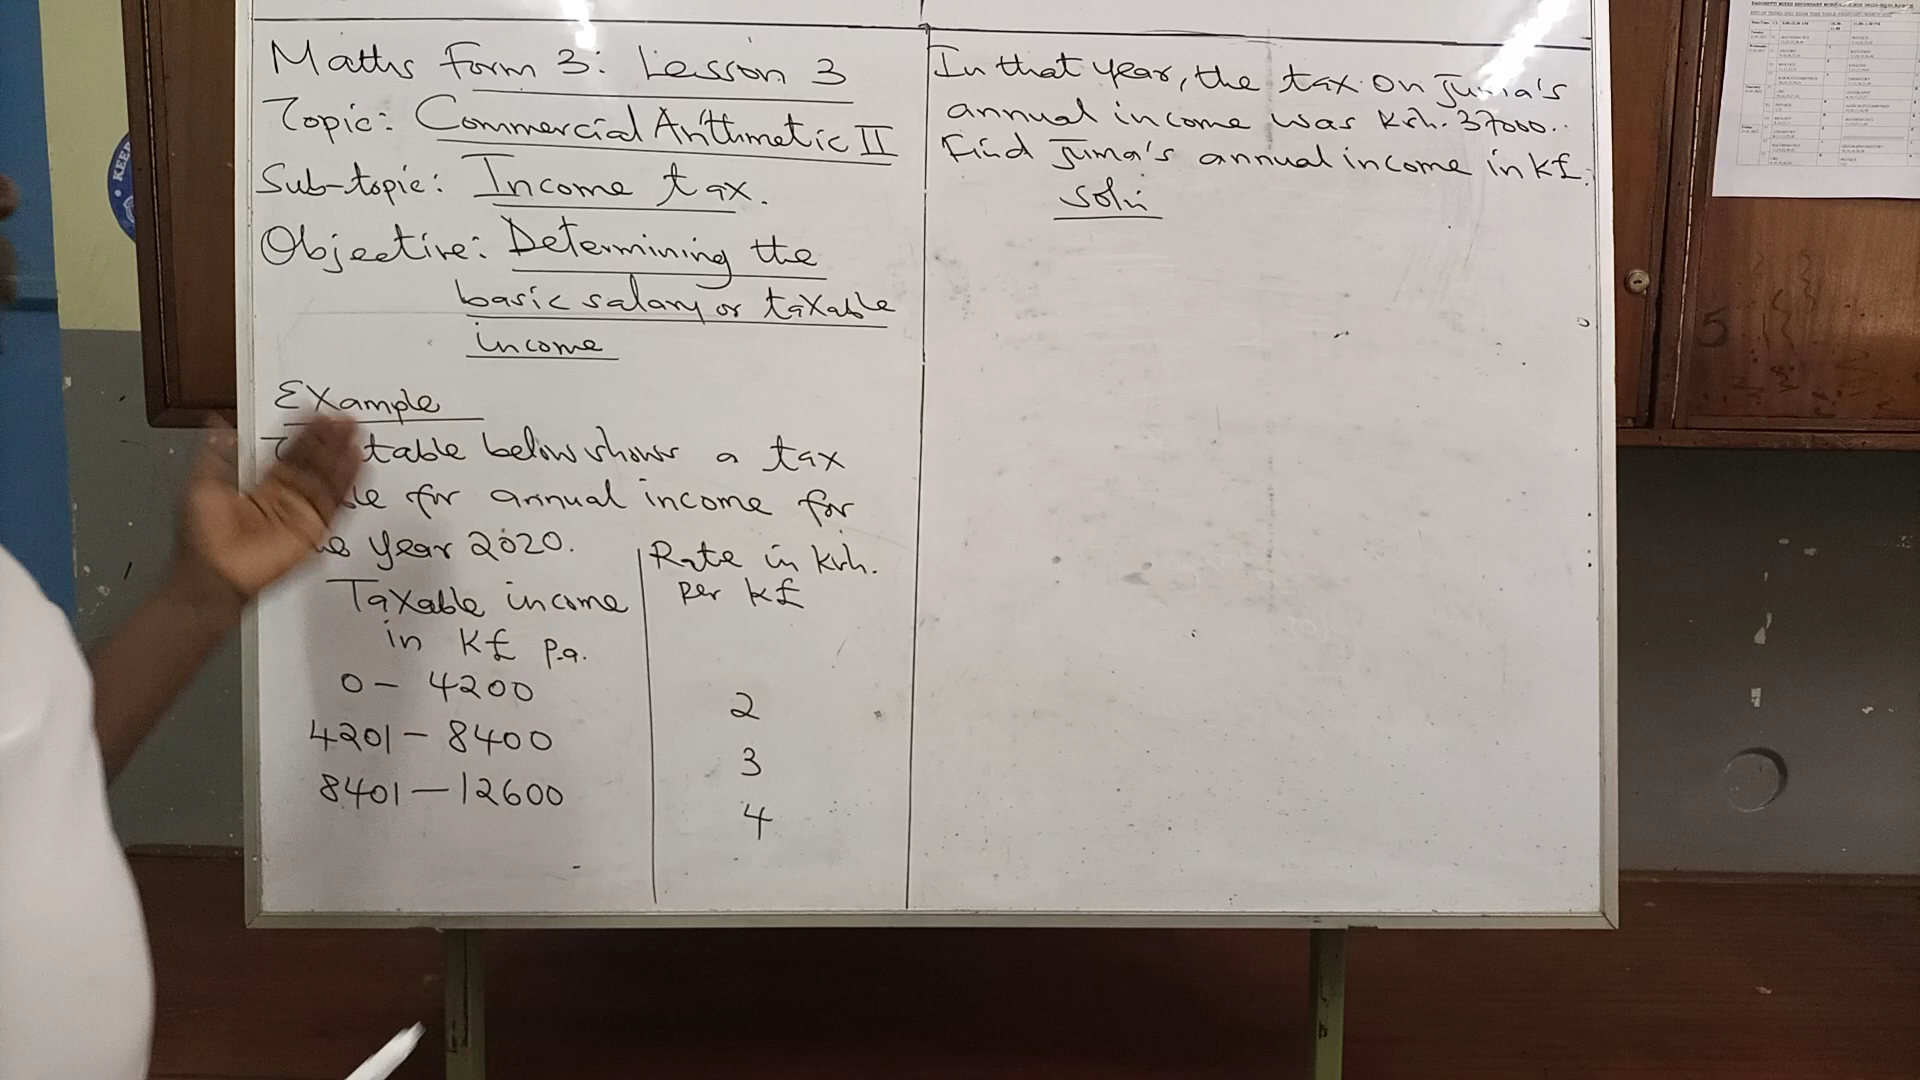 Maths Form 3: Lesson 3
Topic: Commercial Arithmetic II
Sub-topic: Income tax.
Objective: Determining the
basic salary or taxable
income
Example
table below shows a tax
for annual income for
year 2020.
Taxable income
in K£ p.a.
Rate in Ksh.
per K£
0 - 4200
2
4201 - 8400
3
8401 - 12600
4
In that year, the tax on Juma's
annual income was Ksh. 37000.
Find Juma's annual income in K£.
Soln
KEEP
5